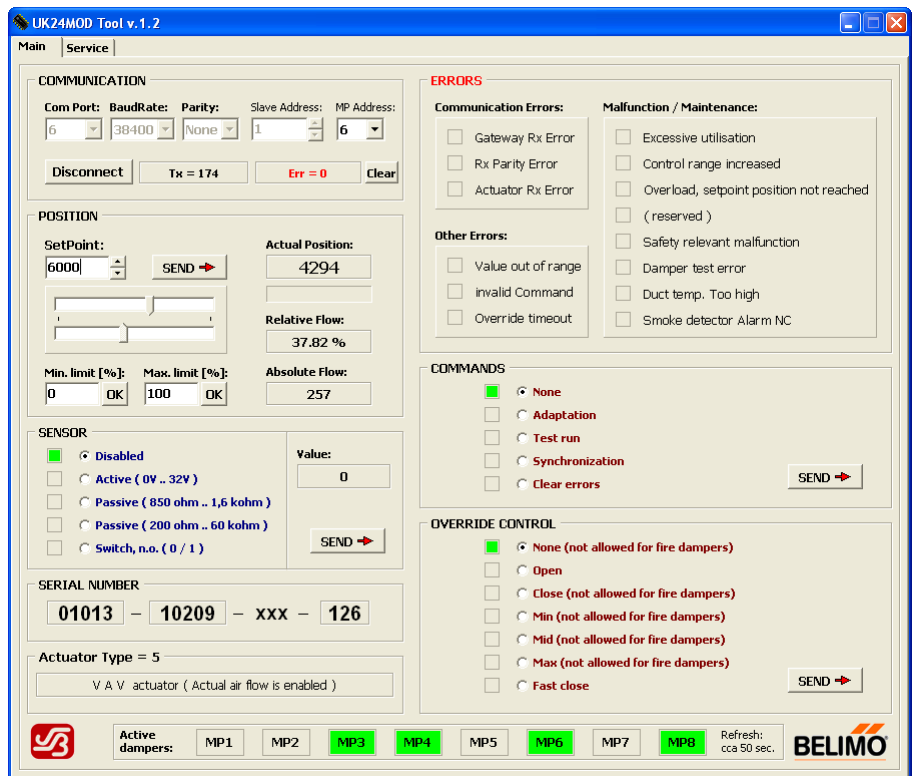 UK24MOD Tool v.1.2
Main Service
COMMUNICATION
Com Port: BaudRate: Parity: Slave Address: MP Address:
6 38400 None 1 6
Disconnect Tx = 174 Err = 0 Clear
POSITION
SetPoint: Actual Position:
6000 SEND 4294
Relative Flow:
37.82 %
Min. limit [%]: Max. limit [%]: Absolute Flow:
0 OK 100 OK 257
SENSOR
Disabled Value:
Active ( 0V .. 32V ) 0
Passive ( 850 ohm .. 1,6 kohm )
Passive ( 200 ohm .. 60 kohm )
Switch, n.o. ( 0 / 1 ) SEND
SERIAL NUMBER
01013 - 10209 - xxx - 126
Actuator Type = 5
V A V actuator ( Actual air flow is enabled )
ERRORS
Communication Errors: Malfunction / Maintenance:
Gateway Rx Error Excessive utilisation
Rx Parity Error Control range increased
Actuator Rx Error Overload, setpoint position not reached
( reserved )
Other Errors: Safety relevant malfunction
Value out of range Damper test error
invalid Command Duct temp. Too high
Override timeout Smoke detector Alarm NC
COMMANDS
None
Adaptation
Test run
Synchronization
Clear errors SEND
OVERRIDE CONTROL
None (not allowed for fire dampers)
Open
Close (not allowed for fire dampers)
Min (not allowed for fire dampers)
Mid (not allowed for fire dampers)
Max (not allowed for fire dampers)
Fast close SEND
Active dampers: MP1 MP2 MP3 MP4 MP5 MP6 MP7 MP8 Refresh: cca 50 sec. BELIMO